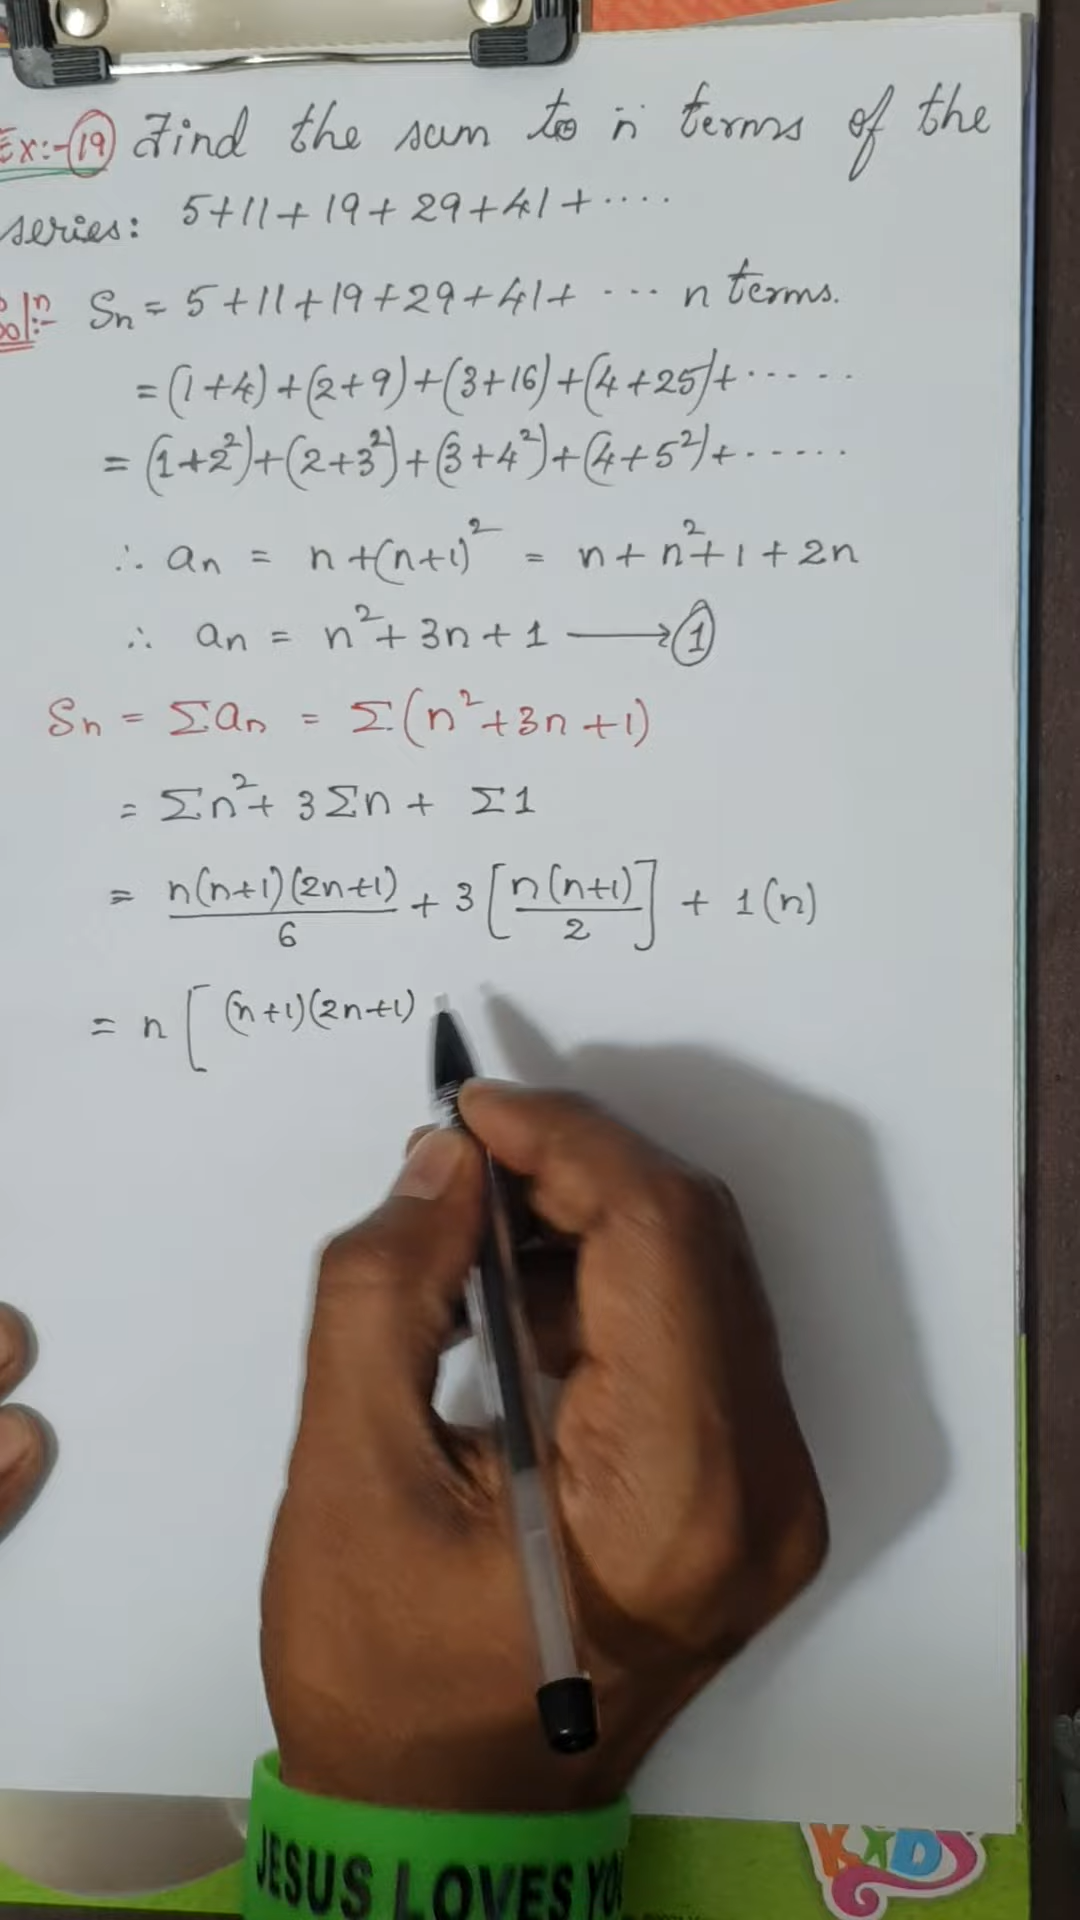 Ex:-(19) Find the sum to 'n' terms of the
series: 5+11+19+29+41+....
Sol^n:- Sn = 5+11+19+29+41+ ... n terms.
= (1+4)+(2+9)+(3+16)+(4+25)+.....
= (1+2²)+(2+3²)+(3+4²)+(4+5²)+.....
∴ an = n+(n+1)² = n+n²+1+2n
∴ an = n²+3n+1 → ①
Sn = Σan = Σ(n²+3n+1)
= Σn²+ 3Σn + Σ1
= n(n+1)(2n+1)/6 + 3[n(n+1)/2] + 1(n)
= n[(n+1)(2n+1)
JESUS LOVES YO
KiDS